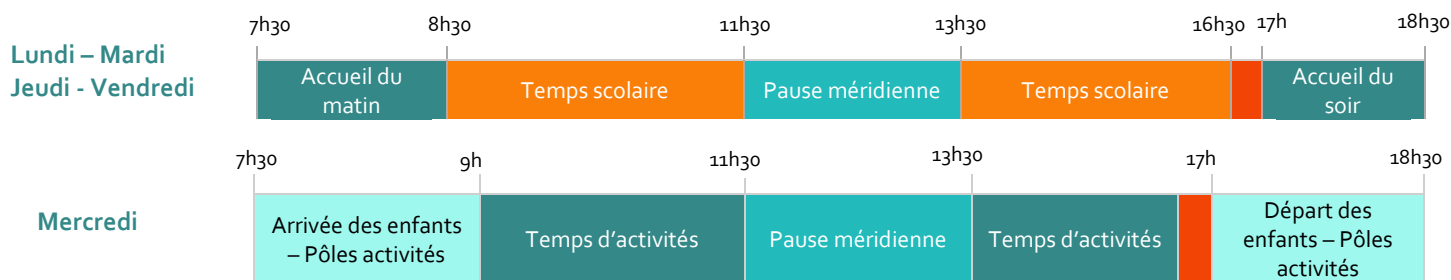 7h30 8h30 11h30 13h30 16h30 17h 18h30
Lundi – Mardi
Jeudi - Vendredi
Accueil du
matin
Temps scolaire
Pause méridienne
Temps scolaire
Accueil du
soir
7h30 9h 11h30 13h30 17h 18h30
Mercredi
Arrivée des enfants
– Pôles activités
Temps d'activités
Pause méridienne
Temps d'activités
Départ des
enfants – Pôles
activités